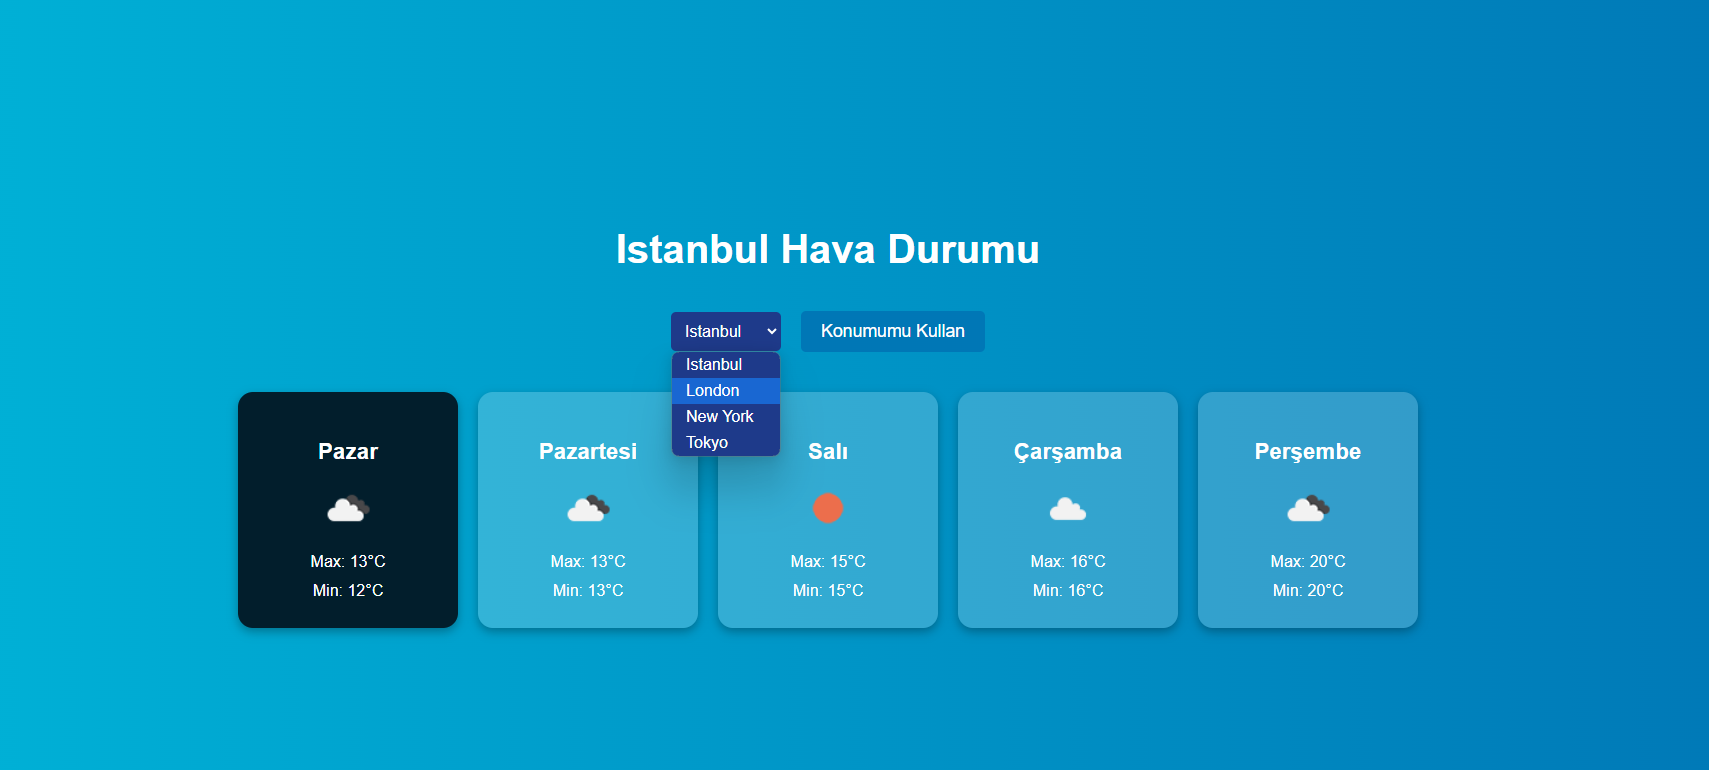 Istanbul Hava Durumu
Istanbul
Konumumu Kullan
Istanbul
London
New York
Tokyo
Pazar
Max: 13°C
Min: 12°C
Pazartesi
Max: 13°C
Min: 13°C
Salı
Max: 15°C
Min: 15°C
Çarşamba
Max: 16°C
Min: 16°C
Perşembe
Max: 20°C
Min: 20°C